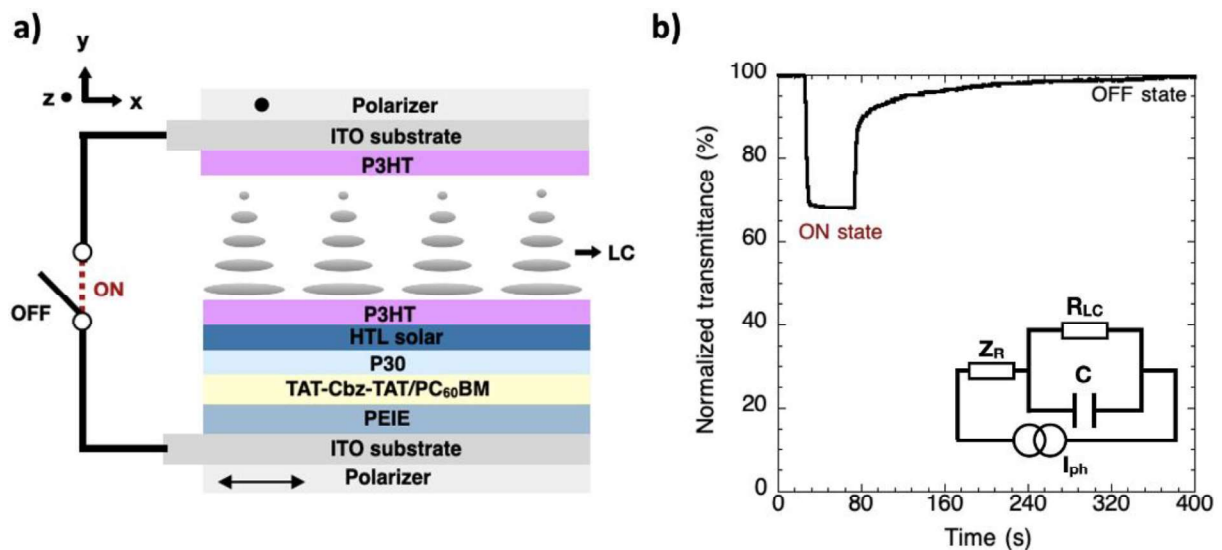 a)
y
z
x
Polarizer
ITO substrate
P3HT
LC
ON
OFF
P3HT
HTL solar
P30
TAT-Cbz-TAT/PC60BM
PEIE
ITO substrate
Polarizer
b)
Normalized transmittance (%)
100
80
60
40
20
0
OFF state
ON state
RLC
ZR
C
Iph
0
80
160
240
320
400
Time (s)